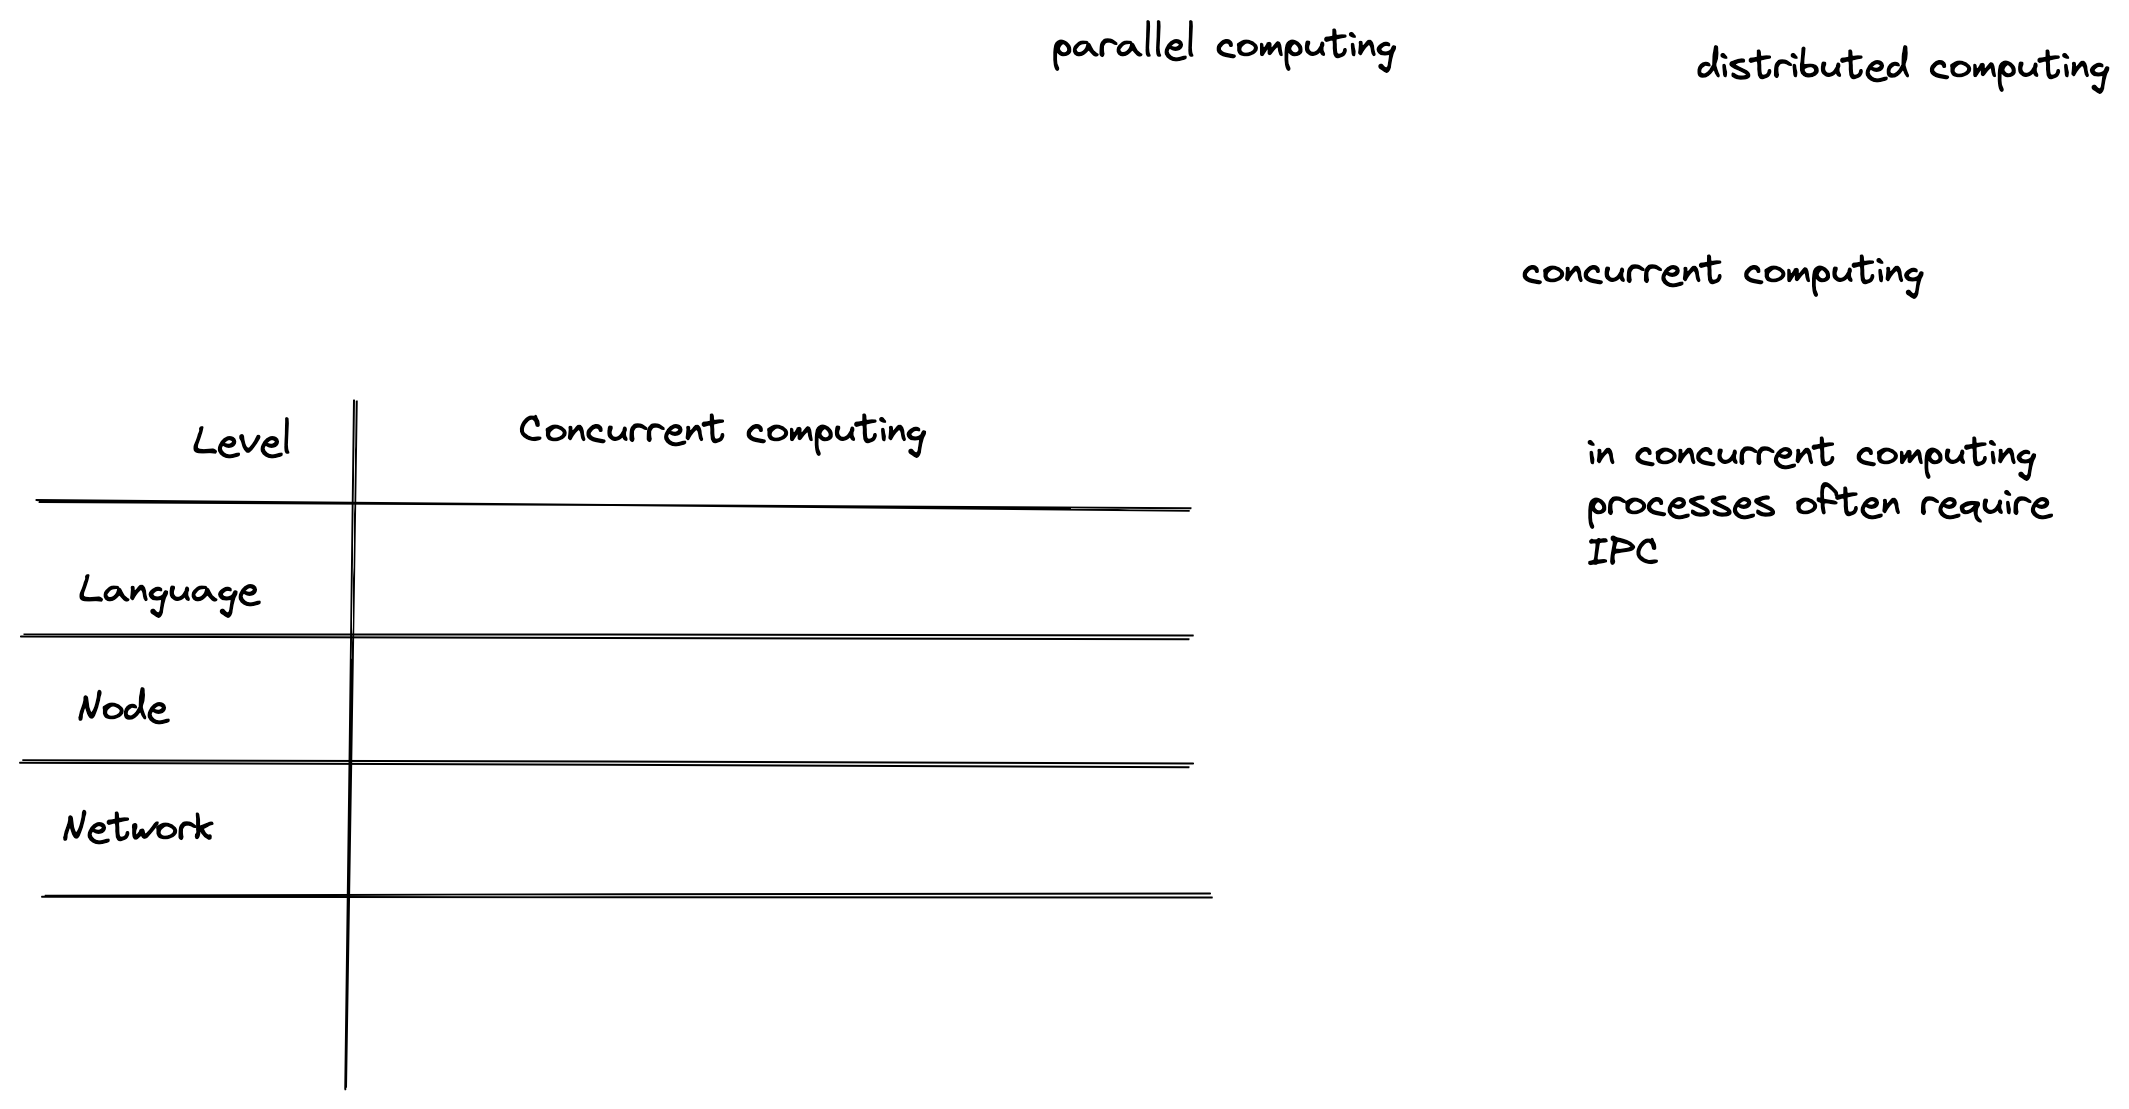 parallel computing
distributed computing
concurrent computing
Level
Concurrent computing
in concurrent computing
processes often require
IPC
Language
Node
Network